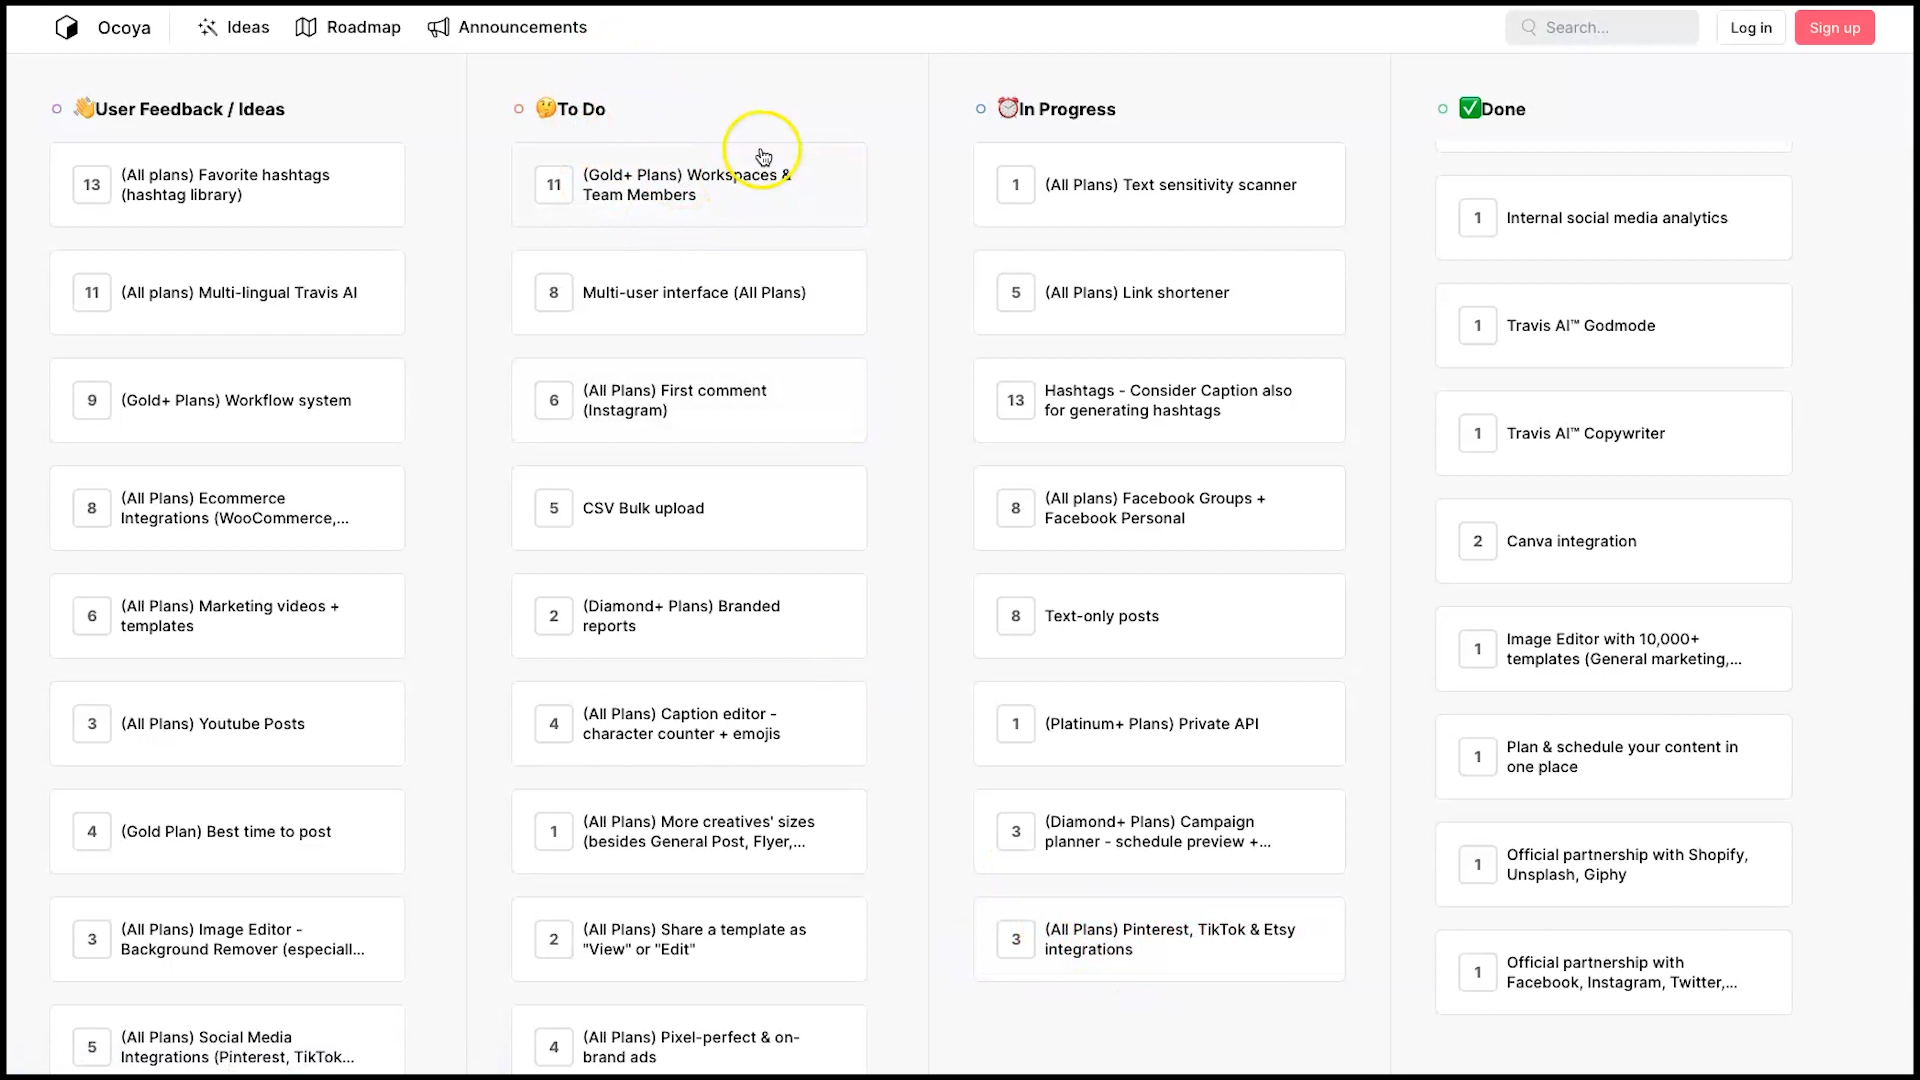 Ocoya
Ideas
Roadmap
Announcements
Search...
Log in
Sign up
👋User Feedback / Ideas
13
(All plans) Favorite hashtags
(hashtag library)
11
(All plans) Multi-lingual Travis AI
9
(Gold+ Plans) Workflow system
8
(All Plans) Ecommerce
Integrations (WooCommerce,...
6
(All Plans) Marketing videos +
templates
3
(All Plans) Youtube Posts
4
(Gold Plan) Best time to post
3
(All Plans) Image Editor -
Background Remover (especiall...
5
(All Plans) Social Media
Integrations (Pinterest, TikTok...
🤔To Do
11
(Gold+ Plans) Workspaces &
Team Members
8
Multi-user interface (All Plans)
6
(All Plans) First comment
(Instagram)
5
CSV Bulk upload
2
(Diamond+ Plans) Branded
reports
4
(All Plans) Caption editor -
character counter + emojis
1
(All Plans) More creatives' sizes
(besides General Post, Flyer,...
2
(All Plans) Share a template as
"View" or "Edit"
4
(All Plans) Pixel-perfect & on-
brand ads
⏰In Progress
1
(All Plans) Text sensitivity scanner
5
(All Plans) Link shortener
13
Hashtags - Consider Caption also
for generating hashtags
8
(All plans) Facebook Groups +
Facebook Personal
8
Text-only posts
1
(Platinum+ Plans) Private API
3
(Diamond+ Plans) Campaign
planner - schedule preview +...
3
(All Plans) Pinterest, TikTok & Etsy
integrations
✅Done
1
Internal social media analytics
1
Travis AI™ Godmode
1
Travis AI™ Copywriter
2
Canva integration
1
Image Editor with 10,000+
templates (General marketing,...
1
Plan & schedule your content in
one place
1
Official partnership with Shopify,
Unsplash, Giphy
1
Official partnership with
Facebook, Instagram, Twitter,...